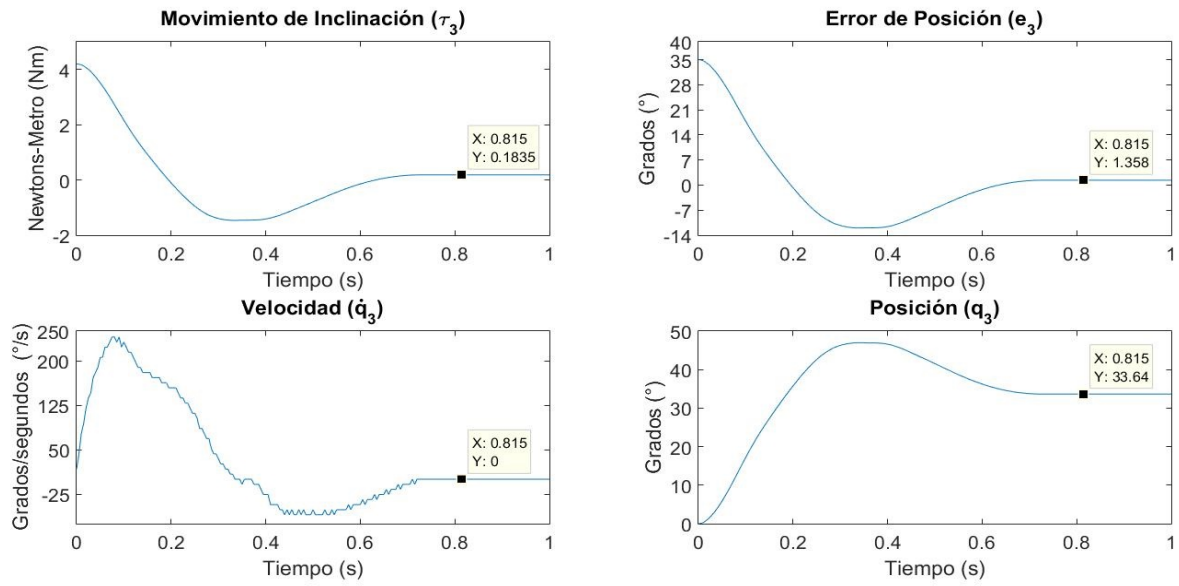 Movimiento de Inclinación (τ3)
Newtons-Metro (Nm)
4
2
0
-2
X: 0.815
Y: 0.1835
0 0.2 0.4 0.6 0.8 1
Tiempo (s)
Error de Posición (e3)
Grados (°)
40
35
28
21
14
7
0
-7
-14
X: 0.815
Y: 1.358
0 0.2 0.4 0.6 0.8 1
Tiempo (s)
Velocidad (q̇3)
Grados/segundos (°/s)
250
200
125
50
-25
X: 0.815
Y: 0
0 0.2 0.4 0.6 0.8 1
Tiempo (s)
Posición (q3)
Grados (°)
50
40
30
20
10
0
X: 0.815
Y: 33.64
0 0.2 0.4 0.6 0.8 1
Tiempo (s)